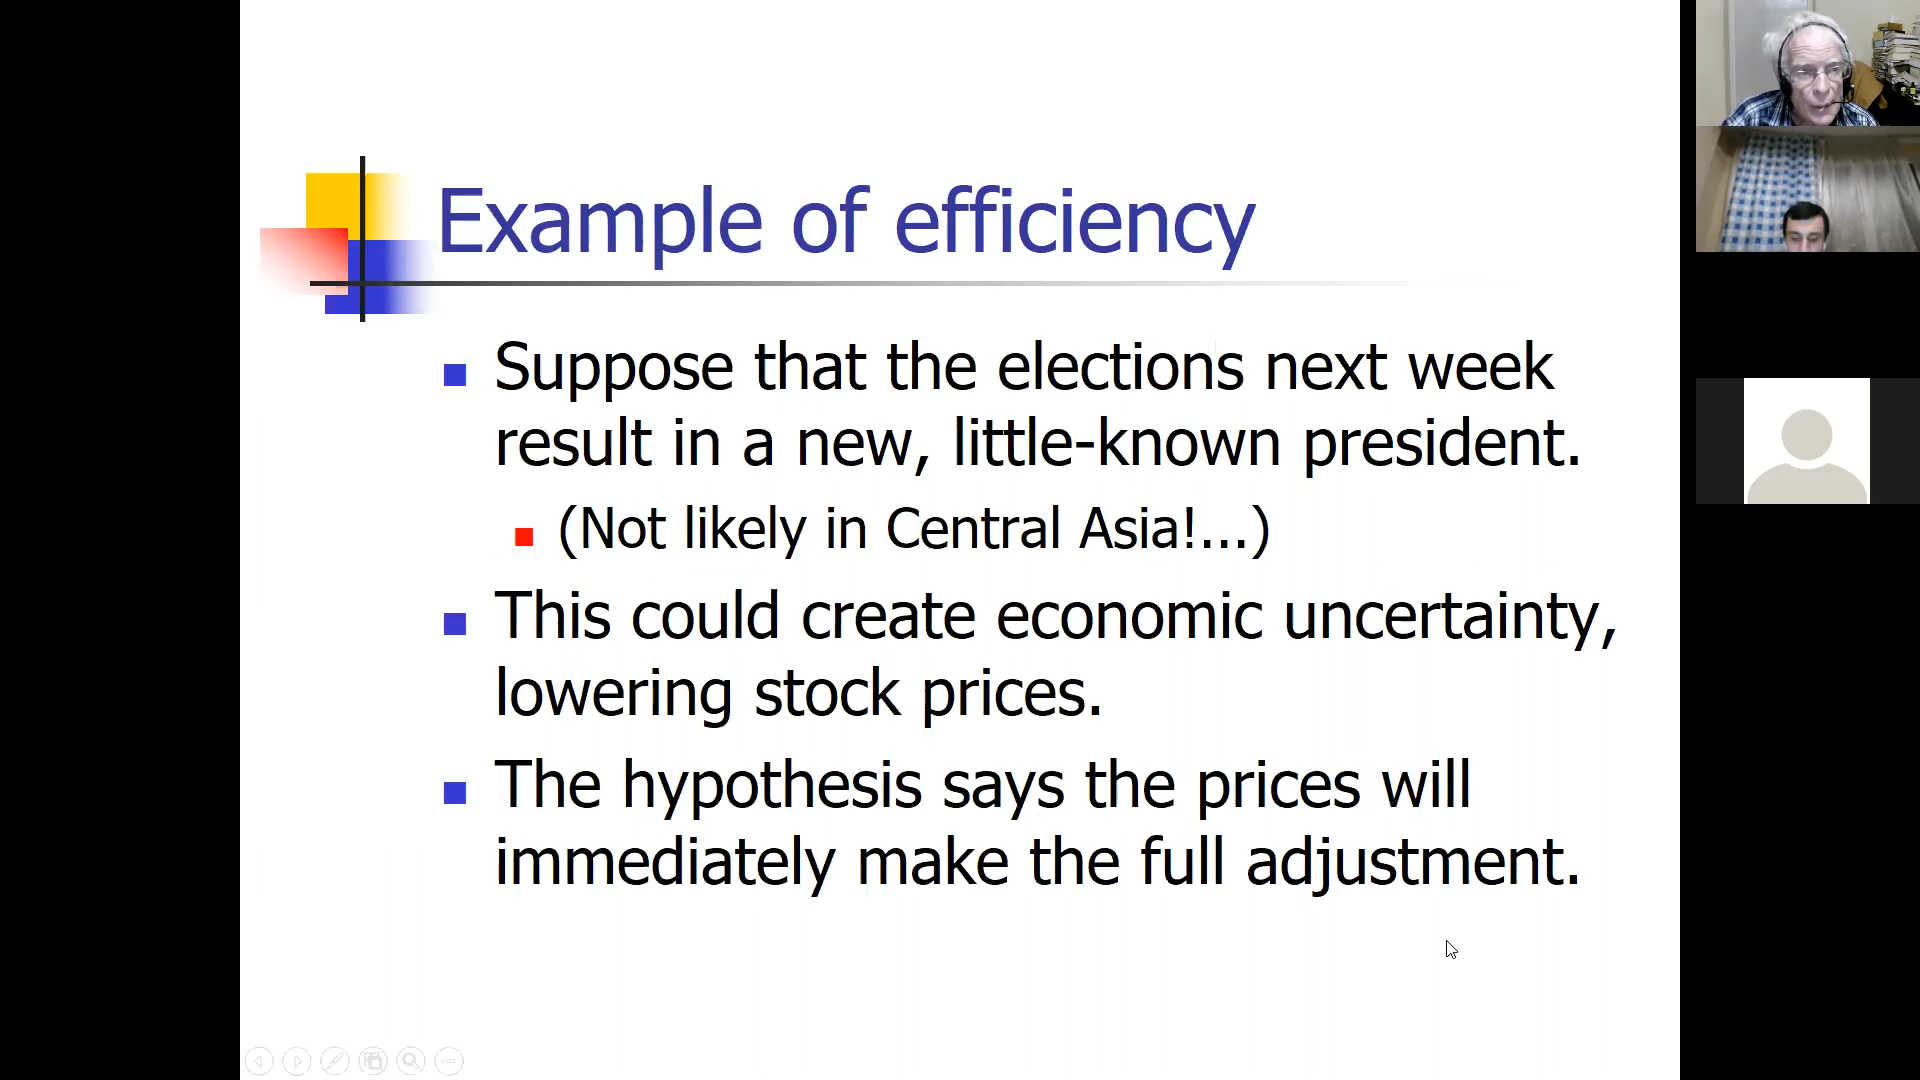 Example of efficiency
Suppose that the elections next week
result in a new, little-known president.
(Not likely in Central Asia!...)
This could create economic uncertainty,
lowering stock prices.
The hypothesis says the prices will
immediately make the full adjustment.